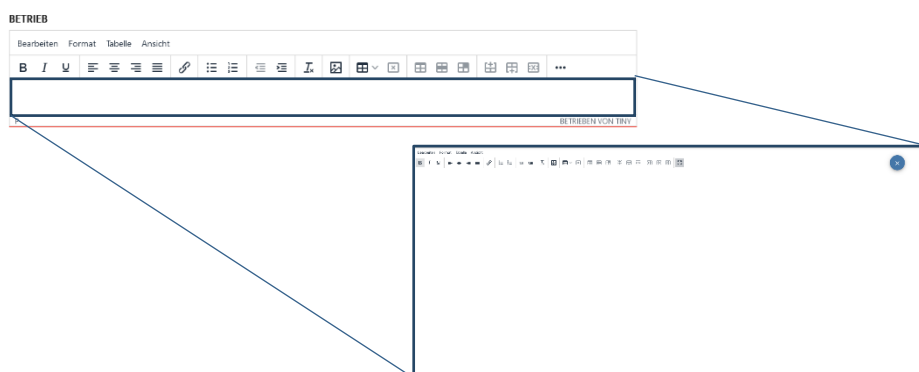 BETRIEB
Bearbeiten Format Tabelle Ansicht
B I U
P
BETRIEBEN VON TINY